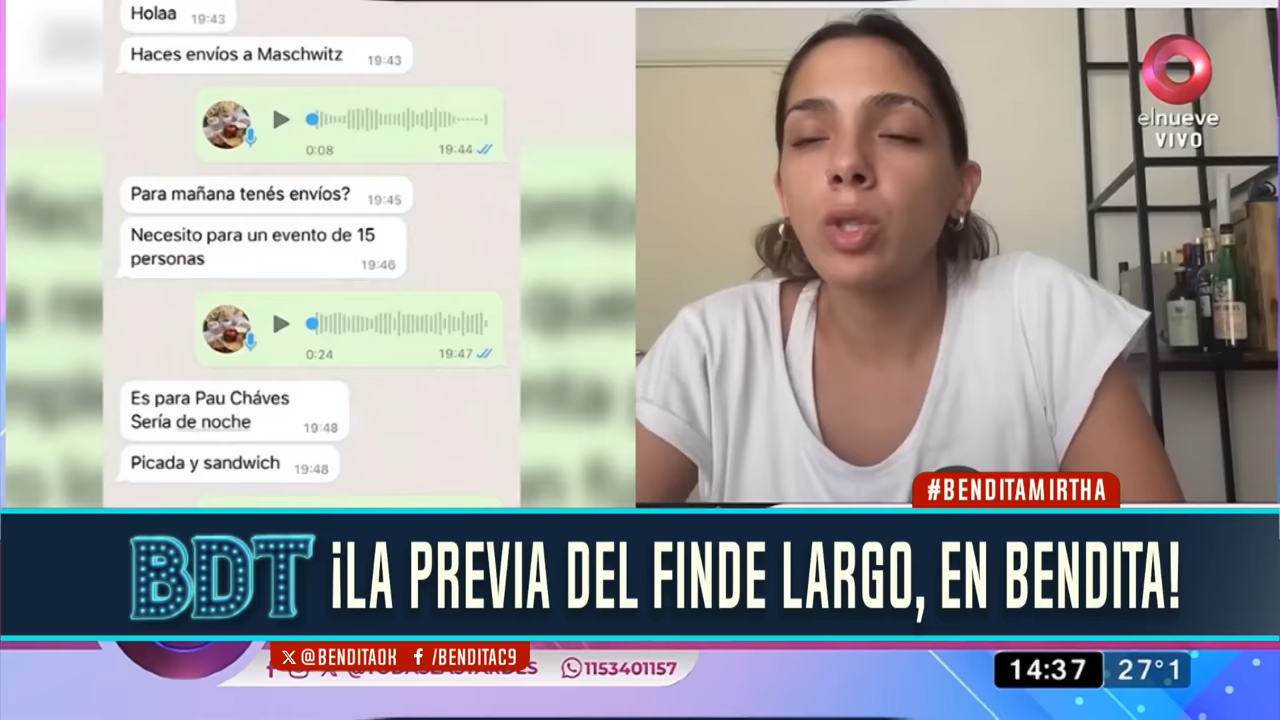 Holaa 19:43
Haces envíos a Maschwitz 19:43
0:08 19:44
Para mañana tenés envíos? 19:45
Necesito para un evento de 15
personas 19:46
0:24 19:47
Es para Pau Cháves
Sería de noche 19:48
Picada y sandwich 19:48
elnueve
VIVO
#BENDITAMIRTHA
BDT ¡LA PREVIA DEL FINDE LARGO, EN BENDITA!
X @BENDITAOK f /BENDITAC9
1153401157
14:37 27°1